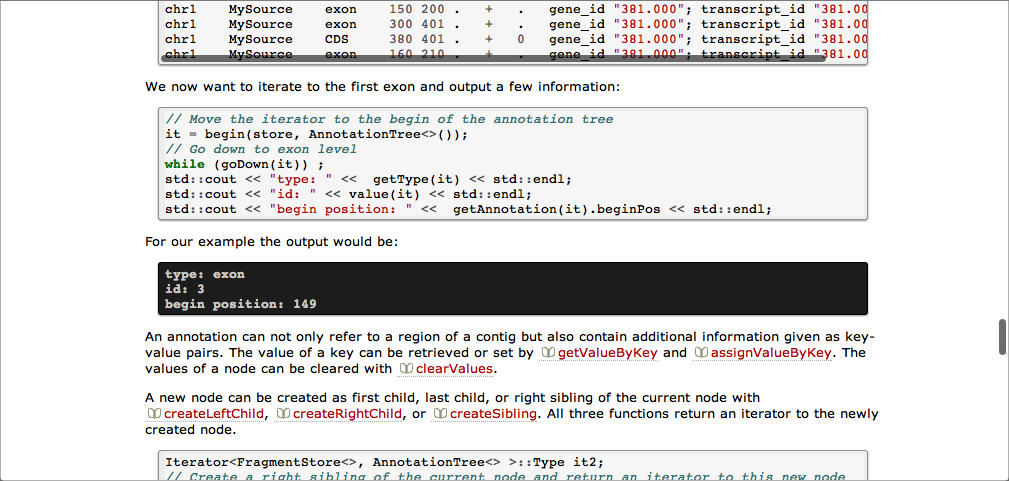 chr1 MySource exon 150 200 . + . gene_id "381.000"; transcript_id "381.00
chr1 MySource exon 300 401 . + . gene_id "381.000"; transcript_id "381.00
chr1 MySource CDS 380 401 . + 0 gene_id "381.000"; transcript_id "381.00
chr1 MySource exon 160 210 . + . gene_id "381.000"; transcript_id "381.00
We now want to iterate to the first exon and output a few information:
// Move the iterator to the begin of the annotation tree
it = begin(store, AnnotationTree<>());
// Go down to exon level
while (goDown(it)) ;
std::cout << "type: " <<  getType(it) << std::endl;
std::cout << "id: " << value(it) << std::endl;
std::cout << "begin position: " <<  getAnnotation(it).beginPos << std::endl;
For our example the output would be:
type: exon
id: 3
begin position: 149
An annotation can not only refer to a region of a contig but also contain additional information given as key-
value pairs. The value of a key can be retrieved or set by getValueByKey and assignValueByKey. The
values of a node can be cleared with clearValues.
A new node can be created as first child, last child, or right sibling of the current node with
createLeftChild, createRightChild, or createSibling. All three functions return an iterator to the newly
created node.
Iterator<FragmentStore<>, AnnotationTree<> >::Type it2;
// Create a right sibling of the current node and return an iterator to this new node